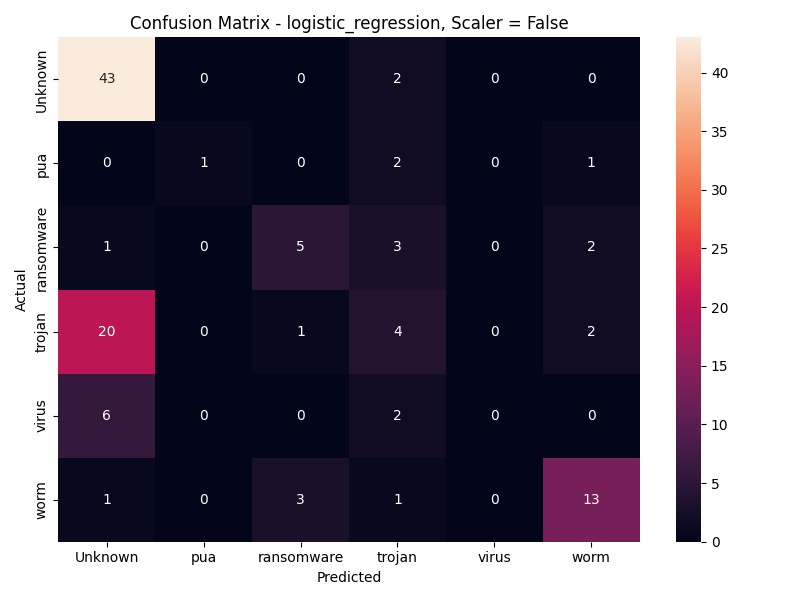 Confusion Matrix - logistic_regression, Scaler = False
Actual
Unknown 43 0 0 2 0 0
pua 0 1 0 2 0 1
ransomware 1 0 5 3 0 2
trojan 20 0 1 4 0 2
virus 6 0 0 2 0 0
worm 1 0 3 1 0 13
Unknown pua ransomware trojan virus worm
Predicted
40
35
30
25
20
15
10
5
0